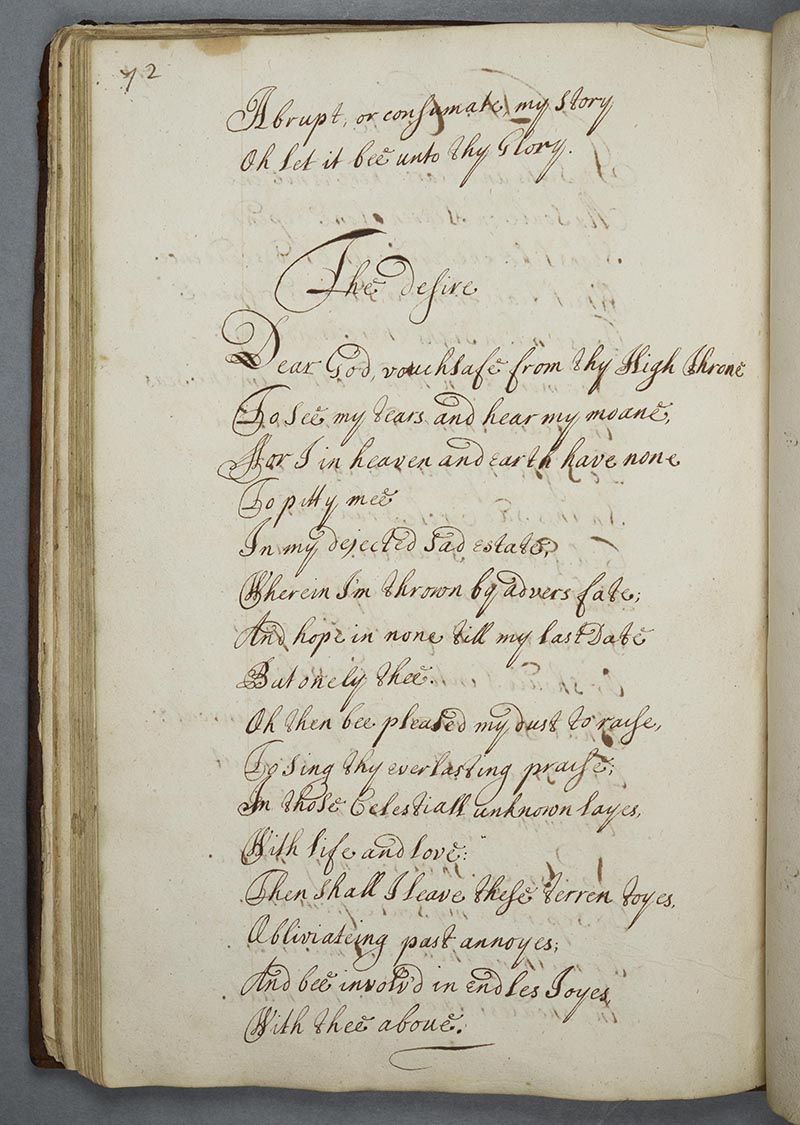 72
Abrupt, or consumate, my story
Oh let it bee unto thy Glory.
The desire
Dear God, vouchsafe from thy High Throne
To see my tears and hear my moane,
For I in heaven and earth have none
To pitty mee
In my dejected sad estate,
Wherein I'm thrown by advers fate;
And hope in none till my last Date
But onely thee.
Oh then bee pleased my dust to raise,
To sing thy everlasting praise;
In those Celestiall unknown layes,
With life and love:
Then shall I leave these terren toyes,
Obliviateing past annoyes;
And bee involv'd in endles Joyes
With thee above.